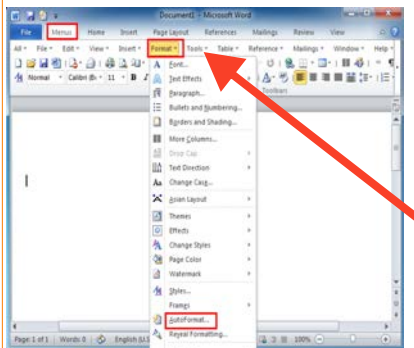 Document1 - Microsoft Word
File Menus Home Insert Page Layout References Mailings Review View
All File Edit View Insert Format Tools Table Reference Mailings Window Help
Normal Calibri (B 11 B I
Toolbars
Font...
Text Effects
Paragraph...
Bullets and Numbering...
Borders and Shading...
More Columns...
Drop Cap
Text Direction
Change Case...
Asian Layout
Themes
Effects
Change Styles
Page Color
Watermark
Styles...
Frames
AutoFormat...
Reveal Formatting...
Page: 1 of 1 Words: 0 English (U.S 100%